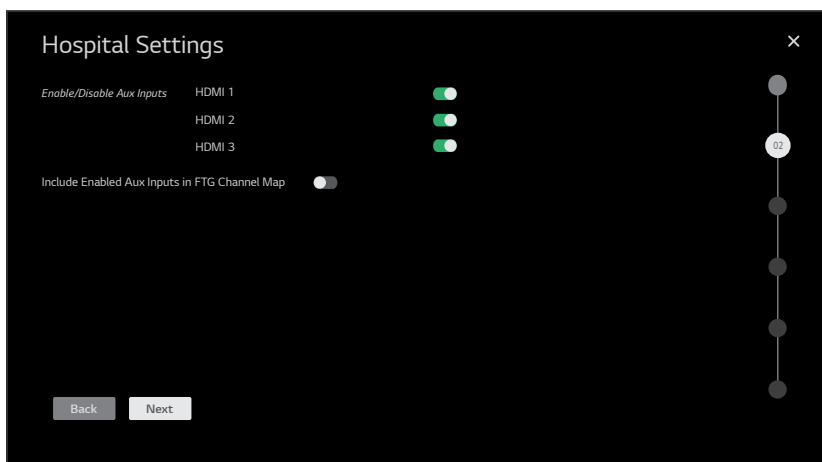 Hospital Settings
Enable/Disable Aux Inputs HDMI 1
HDMI 2
HDMI 3
02
Include Enabled Aux Inputs in FTG Channel Map
Back Next